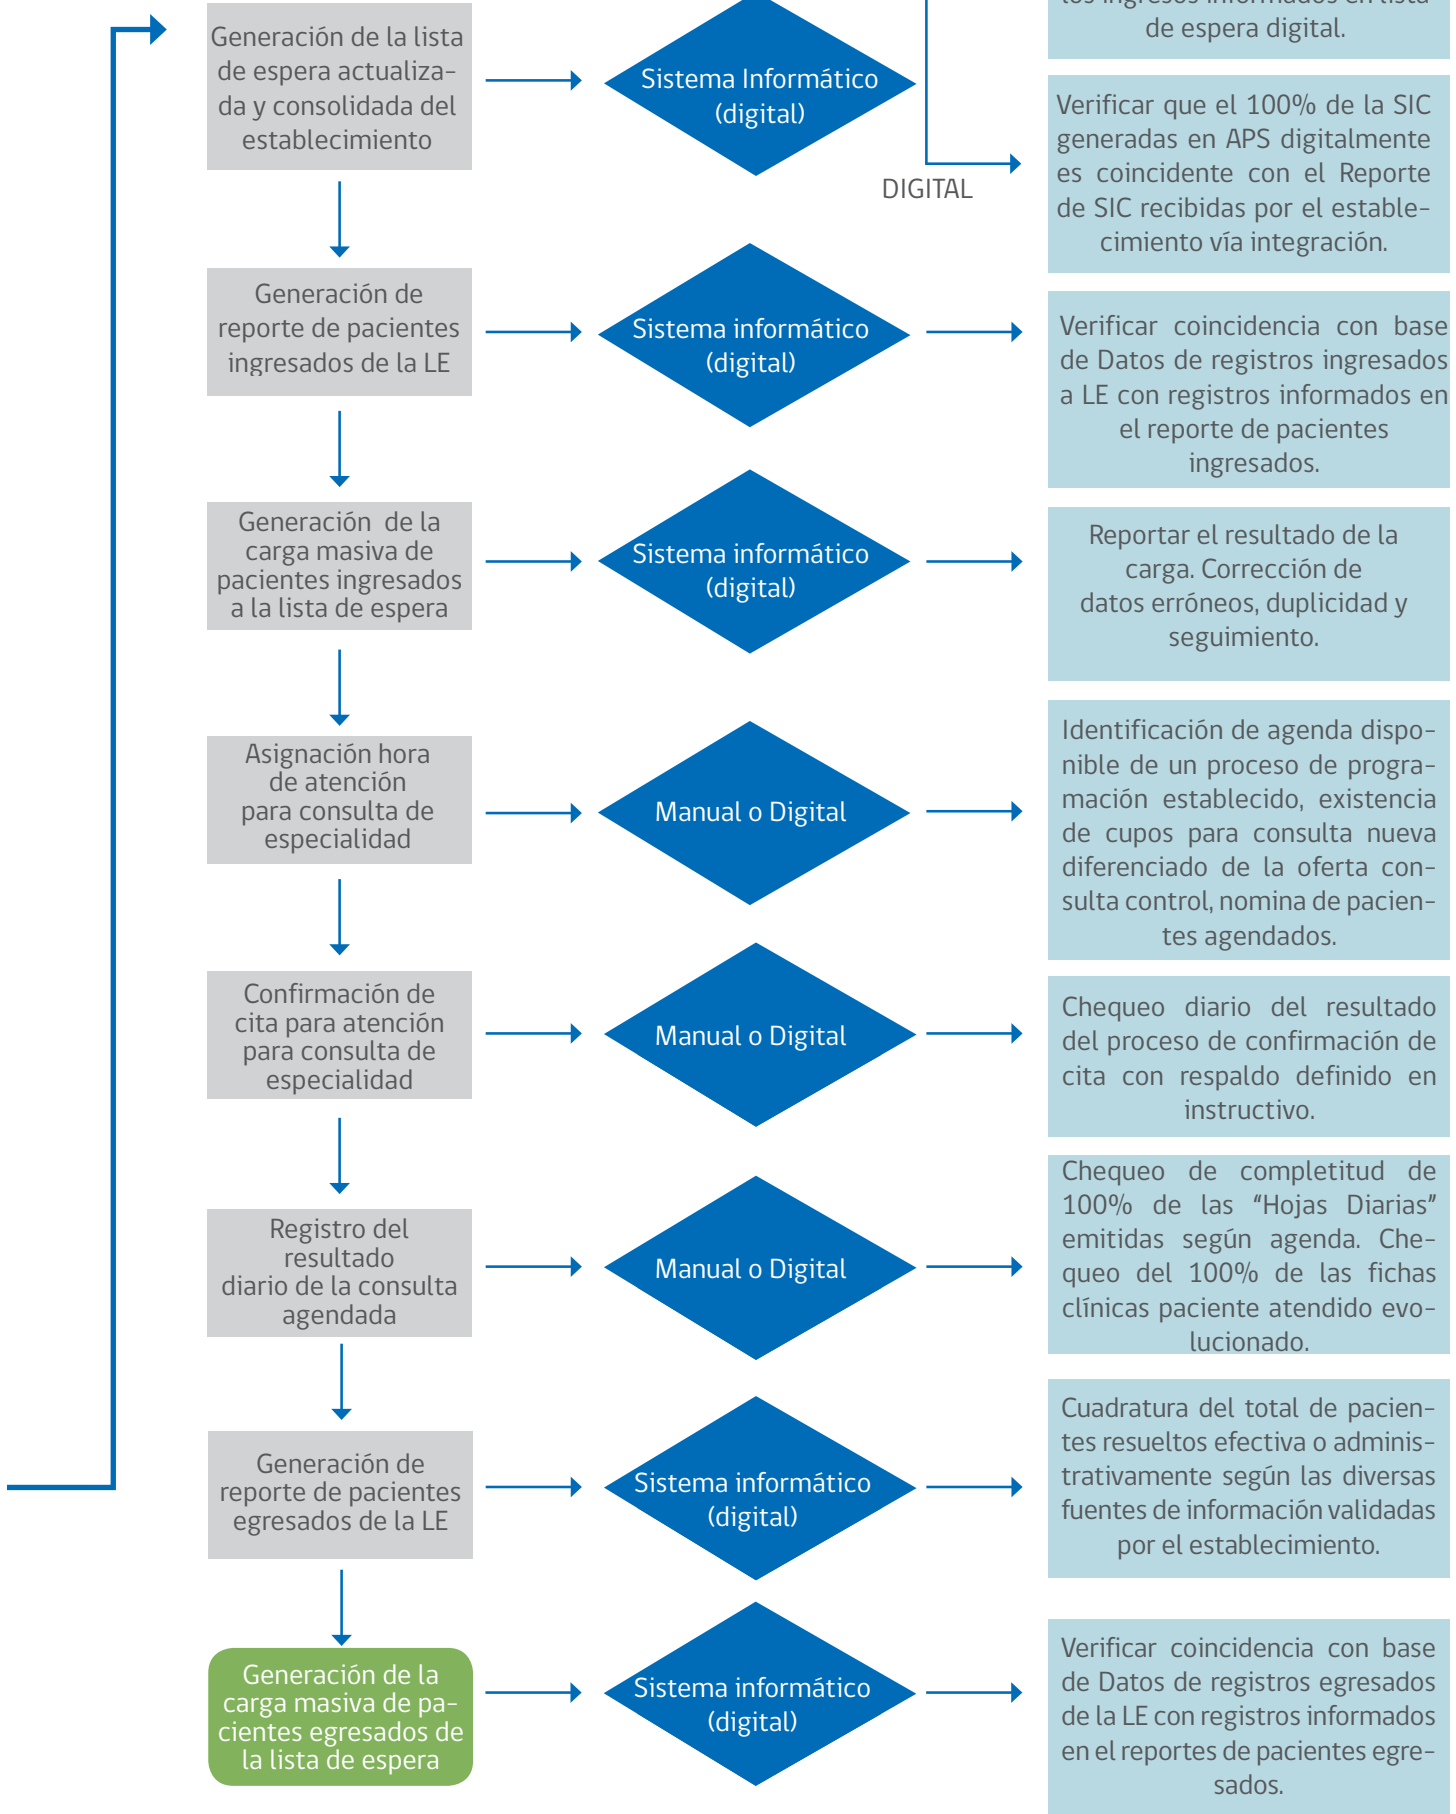 los ingresos informados en lista
de espera digital.
Generación de la lista
de espera actualiza-
da y consolidada del
establecimiento
Sistema Informático
(digital)
DIGITAL
Verificar que el 100% de la SIC
generadas en APS digitalmente
es coincidente con el Reporte
de SIC recibidas por el estable-
cimiento vía integración.
Generación de
reporte de pacientes
ingresados de la LE
Sistema informático
(digital)
Verificar coincidencia con base
de Datos de registros ingresados
a LE con registros informados en
el reporte de pacientes
ingresados.
Generación de la
carga masiva de
pacientes ingresados
a la lista de espera
Sistema informático
(digital)
Reportar el resultado de la
carga. Corrección de
datos erróneos, duplicidad y
seguimiento.
Asignación hora
de atención
para consulta de
especialidad
Manual o Digital
Identificación de agenda dispo-
nible de un proceso de progra-
mación establecido, existencia
de cupos para consulta nueva
diferenciado de la oferta con-
sulta control, nomina de pacien-
tes agendados.
Confirmación de
cita para atención
para consulta de
especialidad
Manual o Digital
Chequeo diario del resultado
del proceso de confirmación de
cita con respaldo definido en
instructivo.
Registro del
resultado
diario de la consulta
agendada
Manual o Digital
Chequeo de completitud de
100% de las "Hojas Diarias"
emitidas según agenda. Che-
queo del 100% de las fichas
clínicas paciente atendido evo-
lucionado.
Generación de
reporte de pacientes
egresados de la LE
Sistema informático
(digital)
Cuadratura del total de pacien-
tes resueltos efectiva o adminis-
trativamente según las diversas
fuentes de información validadas
por el establecimiento.
Generación de la
carga masiva de pa-
cientes egresados de
la lista de espera
Sistema informático
(digital)
Verificar coincidencia con base
de Datos de registros egresados
de la LE con registros informados
en el reportes de pacientes egre-
sados.